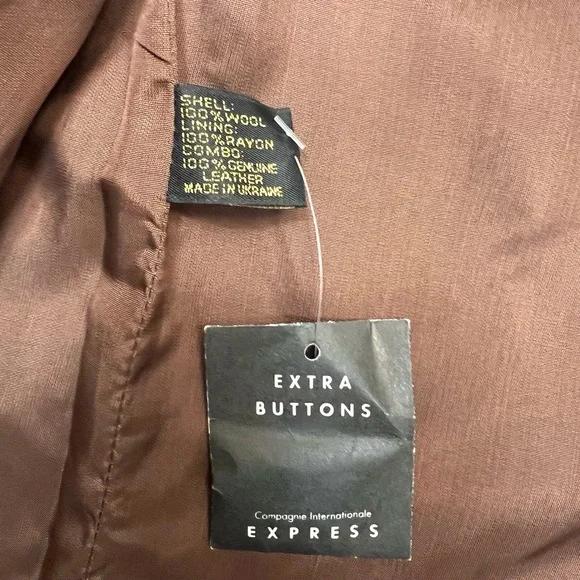 SHELL:
100% WOOL
LINING:
100% RAYON
COMBO:
100% GENUINE
LEATHER
MADE IN UKRAINE
EXTRA
BUTTONS
Compagnie Internationale
EXPRESS